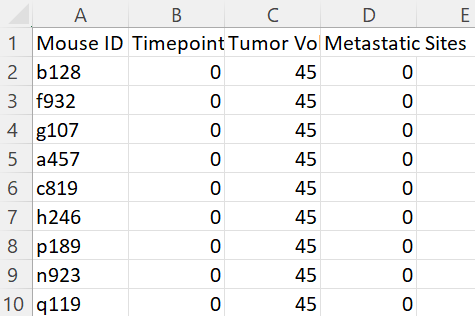 A B C D E
1 Mouse ID Timepoint Tumor Vol Metastatic Sites
2 b128 0 45 0
3 f932 0 45 0
4 g107 0 45 0
5 a457 0 45 0
6 c819 0 45 0
7 h246 0 45 0
8 p189 0 45 0
9 n923 0 45 0
10 q119 0 45 0